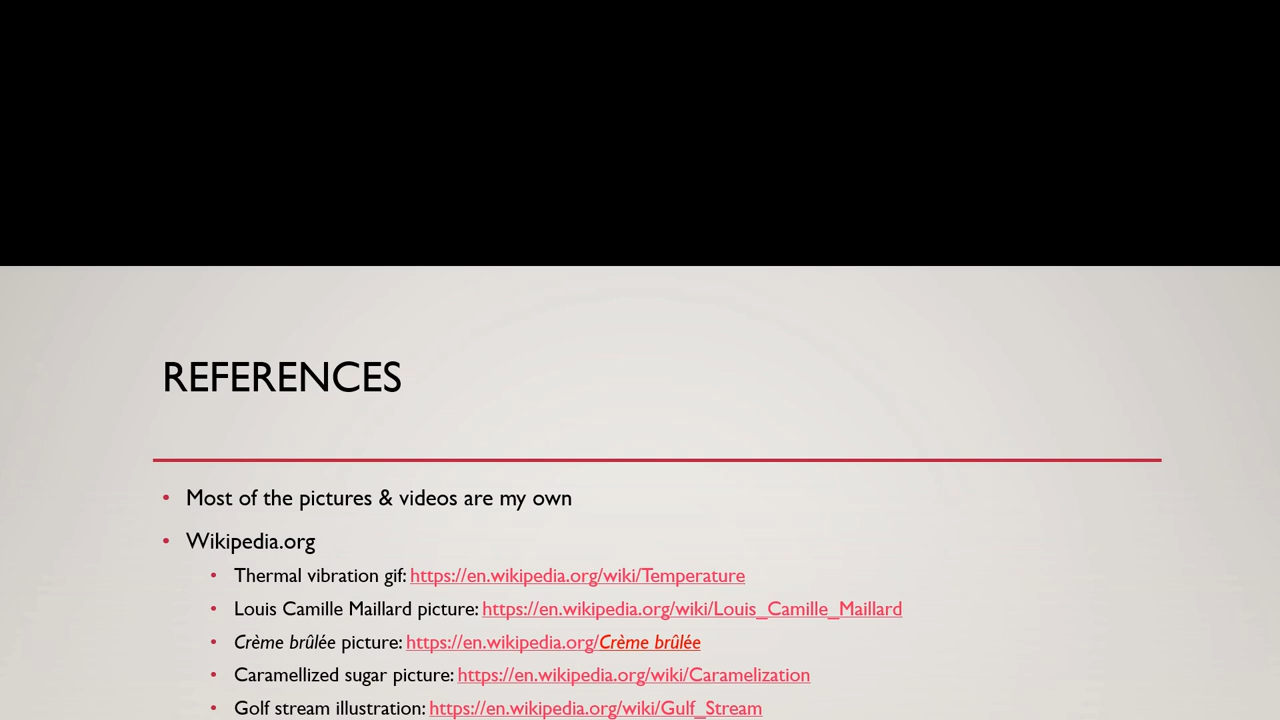 REFERENCES
• Most of the pictures & videos are my own
• Wikipedia.org
• Thermal vibration gif: https://en.wikipedia.org/wiki/Temperature
• Louis Camille Maillard picture: https://en.wikipedia.org/wiki/Louis_Camille_Maillard
• Crème brûlée picture: https://en.wikipedia.org/Crème brûlée
• Caramellized sugar picture: https://en.wikipedia.org/wiki/Caramelization
• Golf stream illustration: https://en.wikipedia.org/wiki/Gulf_Stream